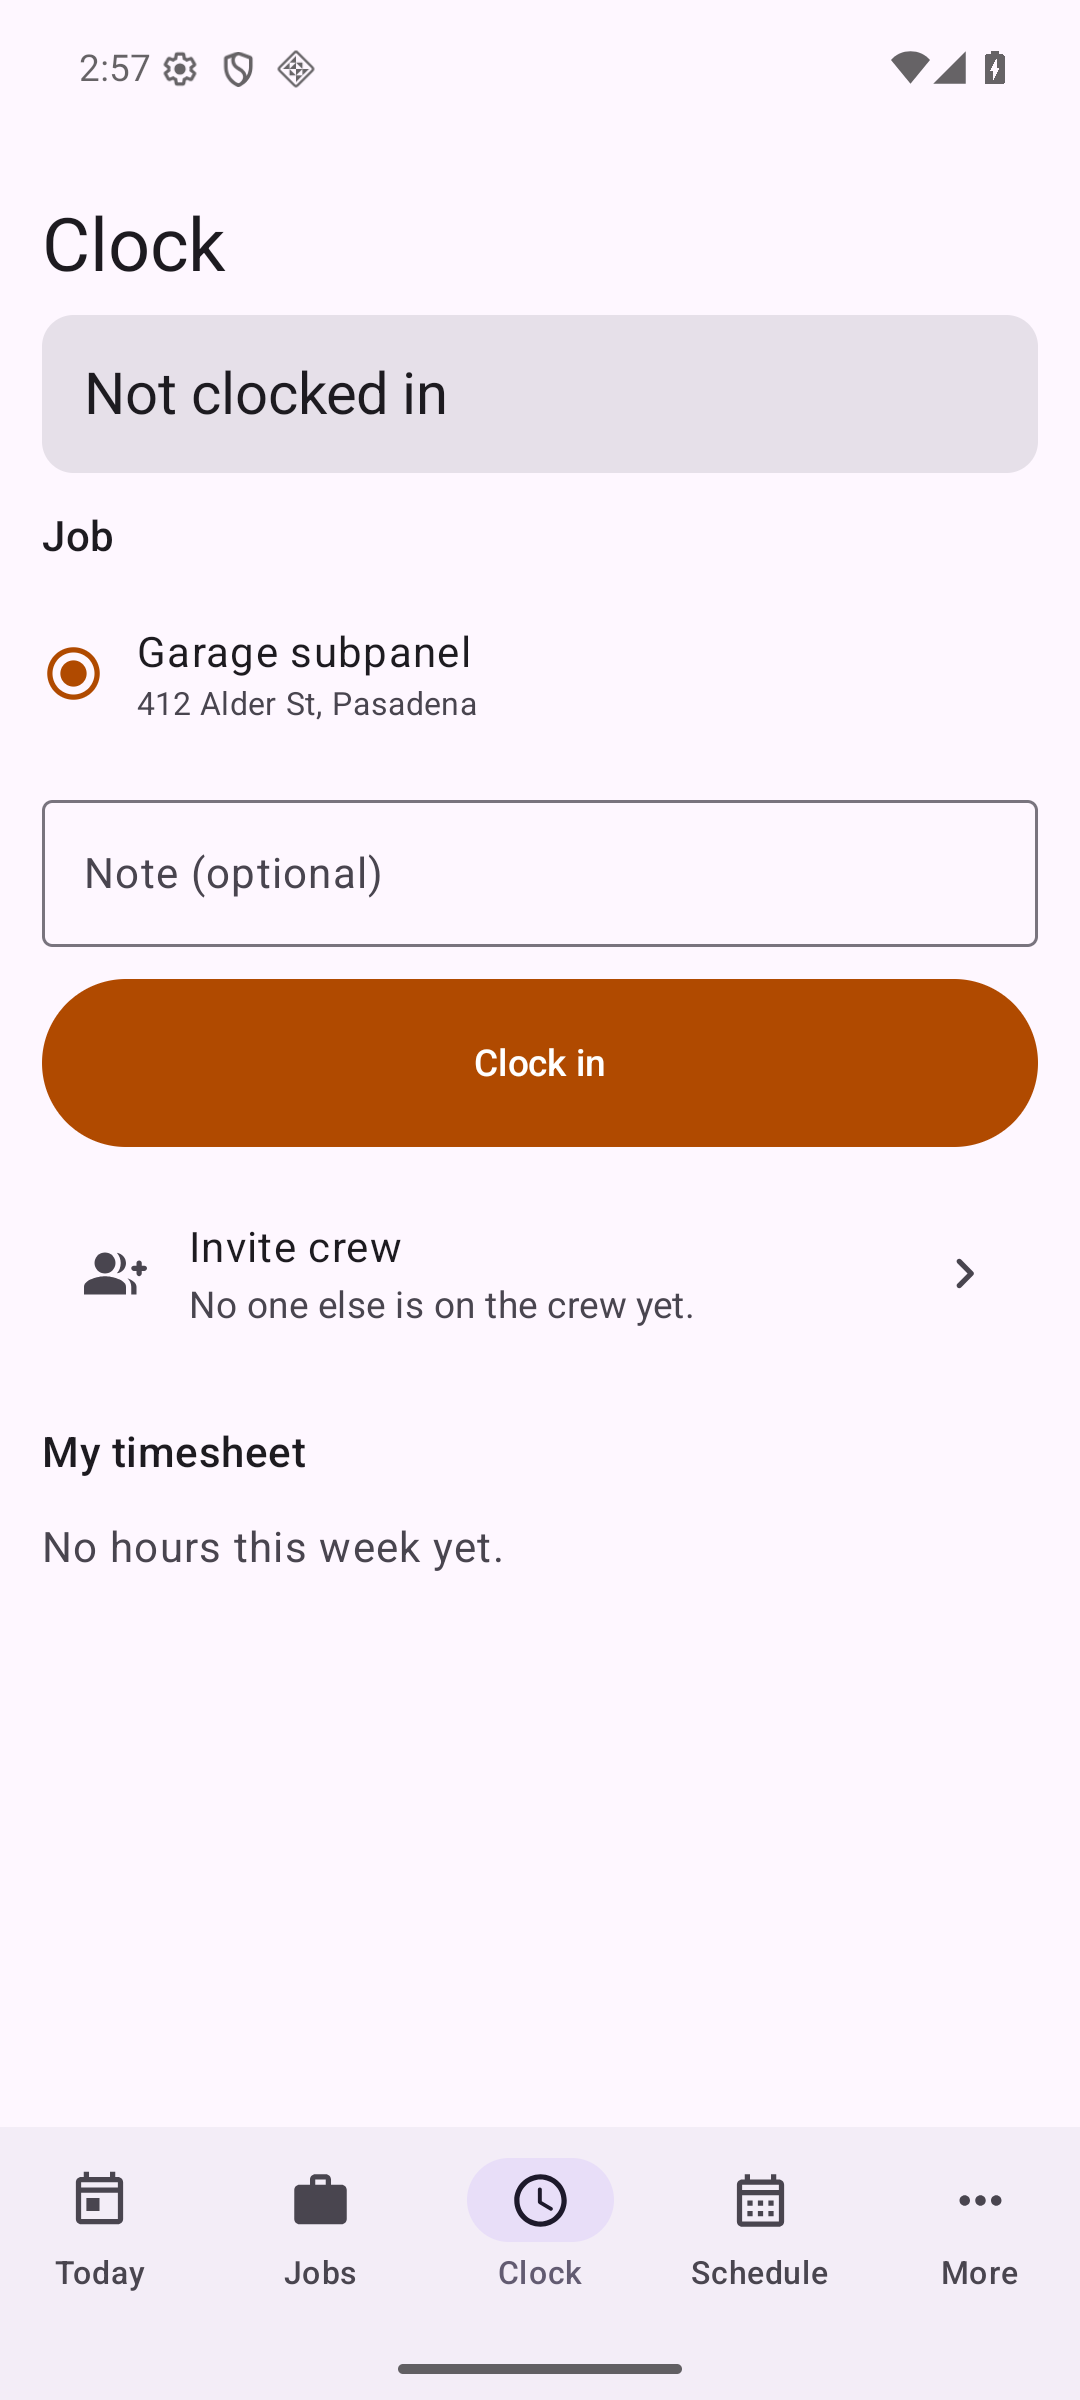 2:57
Clock
Not clocked in
Job
Garage subpanel
412 Alder St, Pasadena
Note (optional)
Clock in
Invite crew
No one else is on the crew yet.
My timesheet
No hours this week yet.
Today Jobs Clock Schedule More